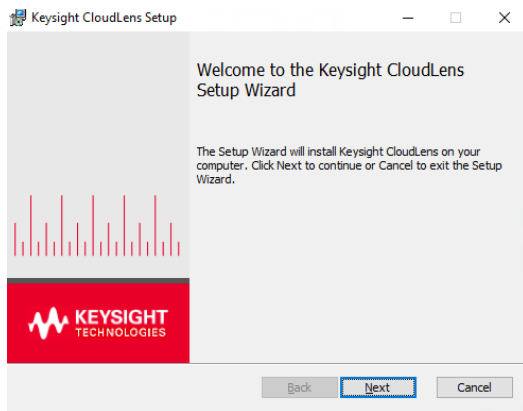 Keysight CloudLens Setup
Welcome to the Keysight CloudLens
Setup Wizard
The Setup Wizard will install Keysight CloudLens on your
computer. Click Next to continue or Cancel to exit the Setup
Wizard.
KEYSIGHT
TECHNOLOGIES
Back Next Cancel